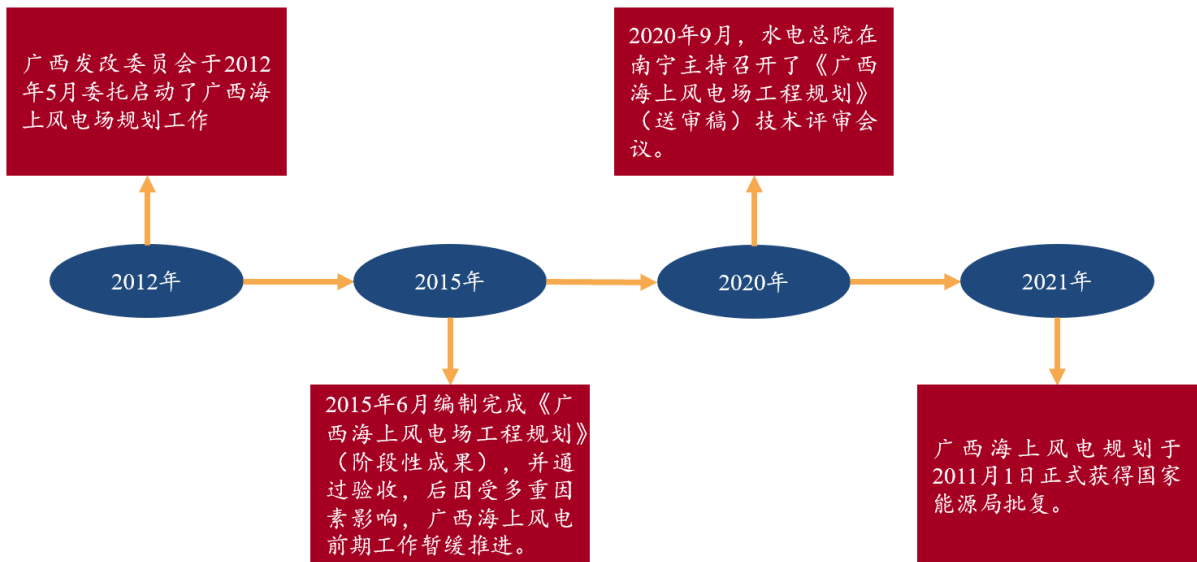 广西发改委员会于2012
年5月委托启动了广西海
上风电场规划工作
2020年9月，水电总院在
南宁主持召开了《广西
海上风电场工程规划》
（送审稿）技术评审会
议。
2012年
2015年
2020年
2021年
2015年6月编制完成《广
西海上风电场工程规划》
（阶段性成果），并通
过验收，后因受多重因
素影响，广西海上风电
前期工作暂缓推进。
广西海上风电规划于
2011月1日正式获得国家
能源局批复。